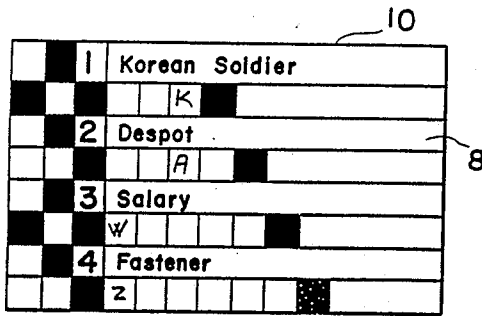 10
1 Korean Soldier
K
2 Despot
8
A
3 Salary
W
4 Fastener
Z